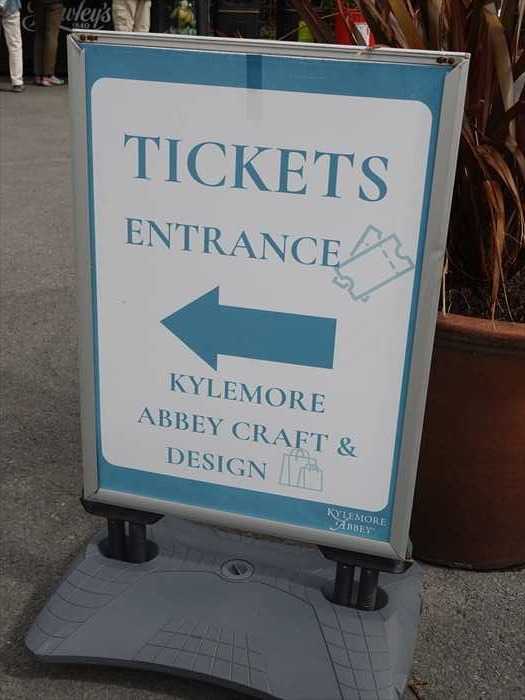 TICKETS
ENTRANCE
KYLEMORE
ABBEY CRAFT &
DESIGN
KYLEMORE
ABBEY